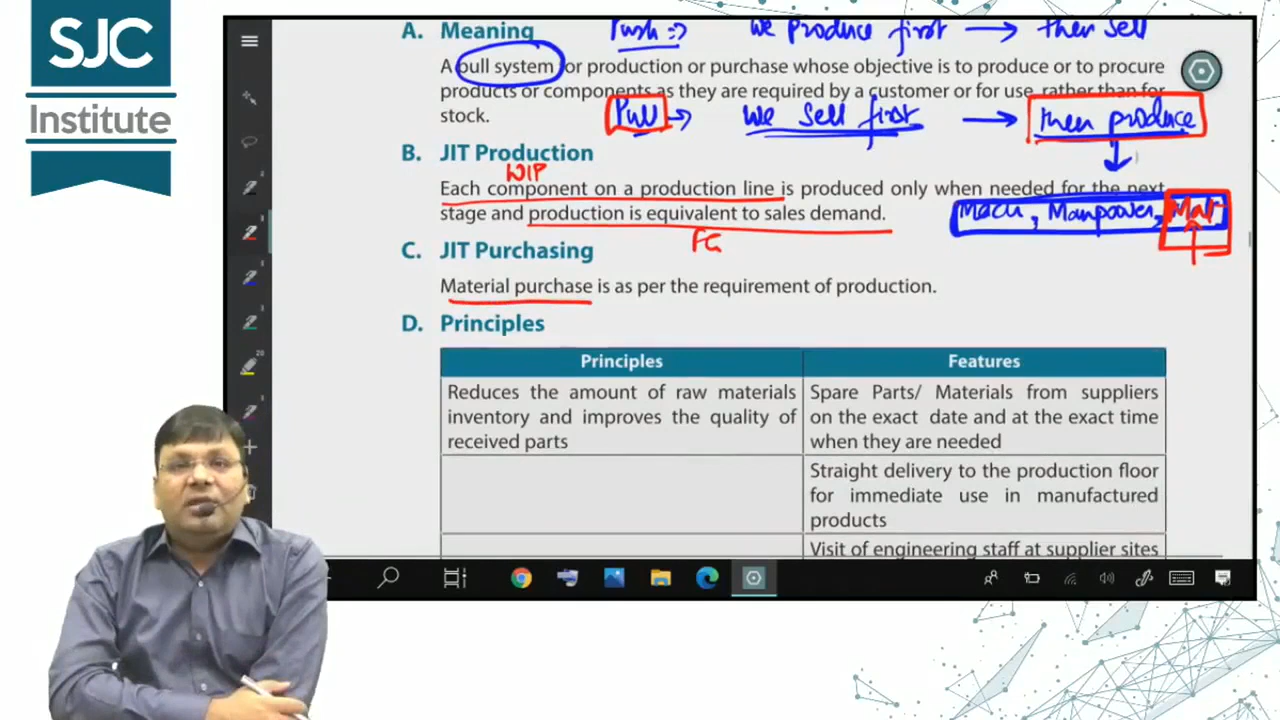 SJC
Institute
A. Meaning
Push => we produce first → then sell
A pull system for production or purchase whose objective is to produce or to procure
products or components as they are required by a customer or for use, rather than for
stock.
Pull → we sell first → then produce
B. JIT Production
WIP
Each component on a production line is produced only when needed for the next
stage and production is equivalent to sales demand.
Mach, Manpower, Mat
FG
C. JIT Purchasing
Material purchase is as per the requirement of production.
D. Principles
Principles Features
Reduces the amount of raw materials
inventory and improves the quality of
received parts
Spare Parts/ Materials from suppliers
on the exact date and at the exact time
when they are needed
Straight delivery to the production floor
for immediate use in manufactured
products
Visit of engineering staff at supplier sites
20